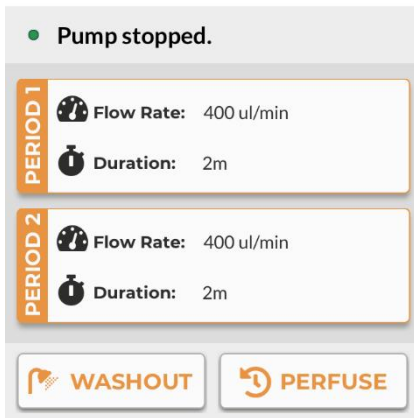 Pump stopped.
PERIOD 1
Flow Rate: 400 ul/min
Duration: 2m
PERIOD 2
Flow Rate: 400 ul/min
Duration: 2m
WASHOUT
PERFUSE